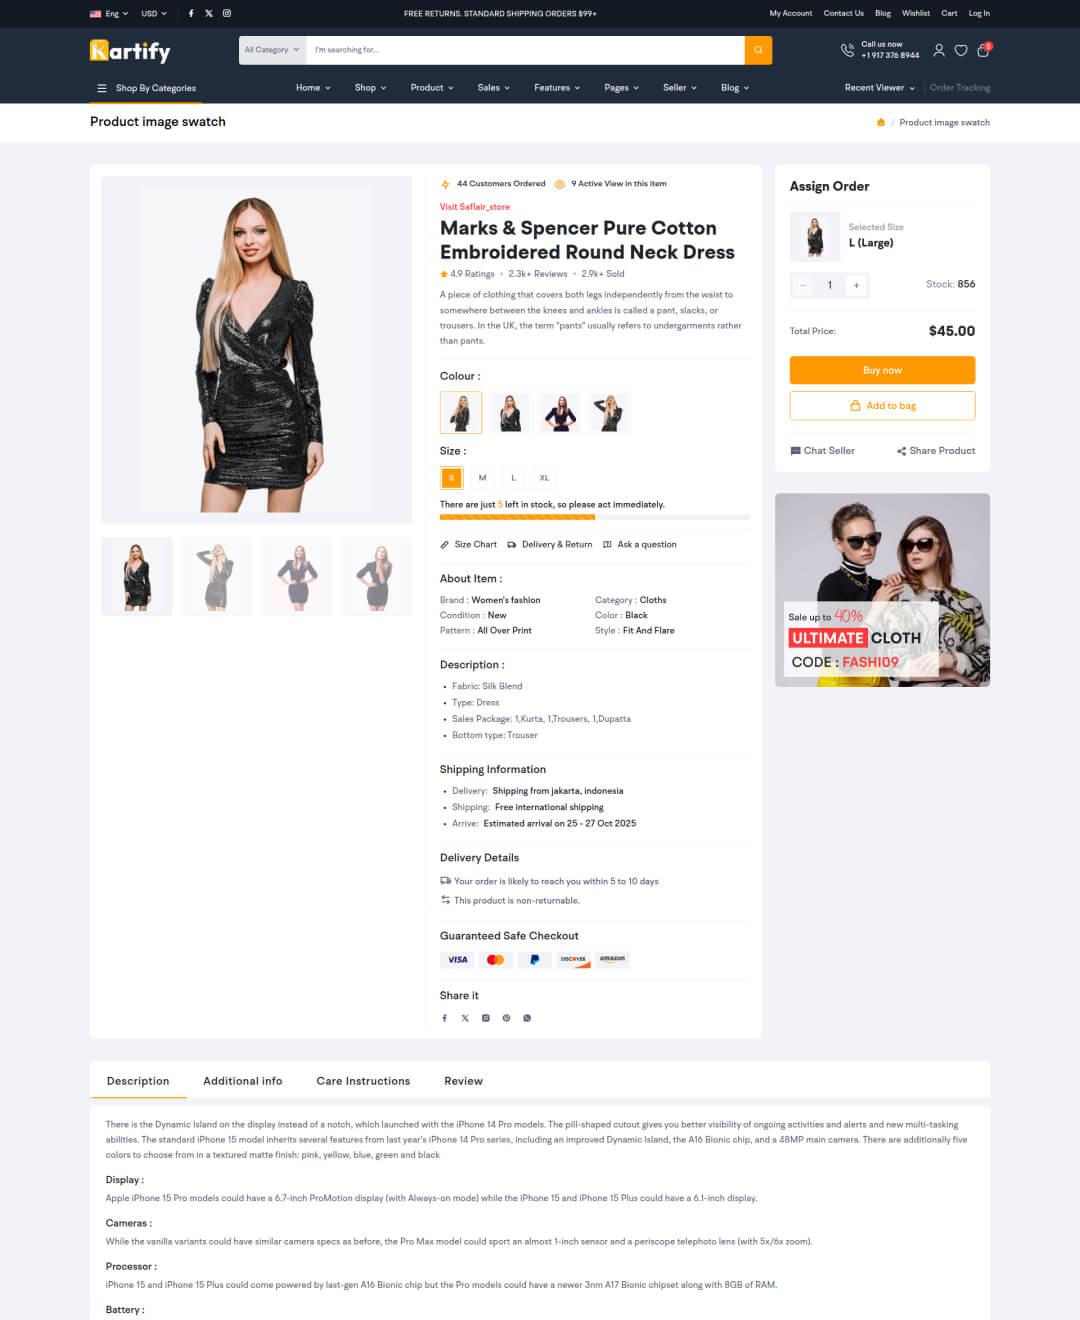 Eng USD FREE RETURNS. STANDARD SHIPPING ORDERS $99+ My Account Contact Us Blog Wishlist Cart Log In
Kartify
All Category I'm searching for...
Call us now
+1 917 376 8944
5
Shop By Categories Home Shop Product Sales Features Pages Seller Blog Recent Viewer Order Tracking
Product image swatch
/ Product image swatch
44 Customers Ordered 9 Active View in this item
Visit Saflair_store
Marks & Spencer Pure Cotton
Embroidered Round Neck Dress
4.9 Ratings • 2.3k+ Reviews • 2.9k+ Sold
A piece of clothing that covers both legs independently from the waist to
somewhere between the knees and ankles is called a pant, slacks, or
trousers. In the UK, the term "pants" usually refers to undergarments rather
than pants.
Colour :
Size :
S M L XL
There are just 5 left in stock, so please act immediately.
Size Chart Delivery & Return Ask a question
About Item :
Brand : Women's fashion Category : Cloths
Condition : New Color : Black
Pattern : All Over Print Style : Fit And Flare
Description :
• Fabric: Silk Blend
• Type: Dress
• Sales Package: 1,Kurta, 1,Trousers, 1,Dupatta
• Bottom type: Trouser
Shipping Information
• Delivery: Shipping from jakarta, indonesia
• Shipping: Free international shipping
• Arrive: Estimated arrival on 25 - 27 Oct 2025
Delivery Details
Your order is likely to reach you within 5 to 10 days
This product is non-returnable.
Guaranteed Safe Checkout
VISA DISCOVER amazon
Share it
Assign Order
Selected Size
L (Large)
− 1 + Stock: 856
Total Price: $45.00
Buy now
Add to bag
Chat Seller Share Product
Sale up to 40%
ULTIMATE CLOTH
CODE : FASHI09
Description Additional info Care Instructions Review
There is the Dynamic Island on the display instead of a notch, which launched with the iPhone 14 Pro models. The pill-shaped cutout gives you better visibility of ongoing activities and alerts and new multi-tasking
abilities. The standard iPhone 15 model inherits several features from last year's iPhone 14 Pro series, including an improved Dynamic Island, the A16 Bionic chip, and a 48MP main camera. There are additionally five
colors to choose from in a textured matte finish: pink, yellow, blue, green and black
Display :
Apple iPhone 15 Pro models could have a 6.7-inch ProMotion display (with Always-on mode) while the iPhone 15 and iPhone 15 Plus could have a 6.1-inch display.
Cameras :
While the vanilla variants could have similar camera specs as before, the Pro Max model could sport an almost 1-inch sensor and a periscope telephoto lens (with 5x/6x zoom).
Processor :
iPhone 15 and iPhone 15 Plus could come powered by last-gen A16 Bionic chip but the Pro models could have a newer 3nm A17 Bionic chipset along with 8GB of RAM.
Battery :